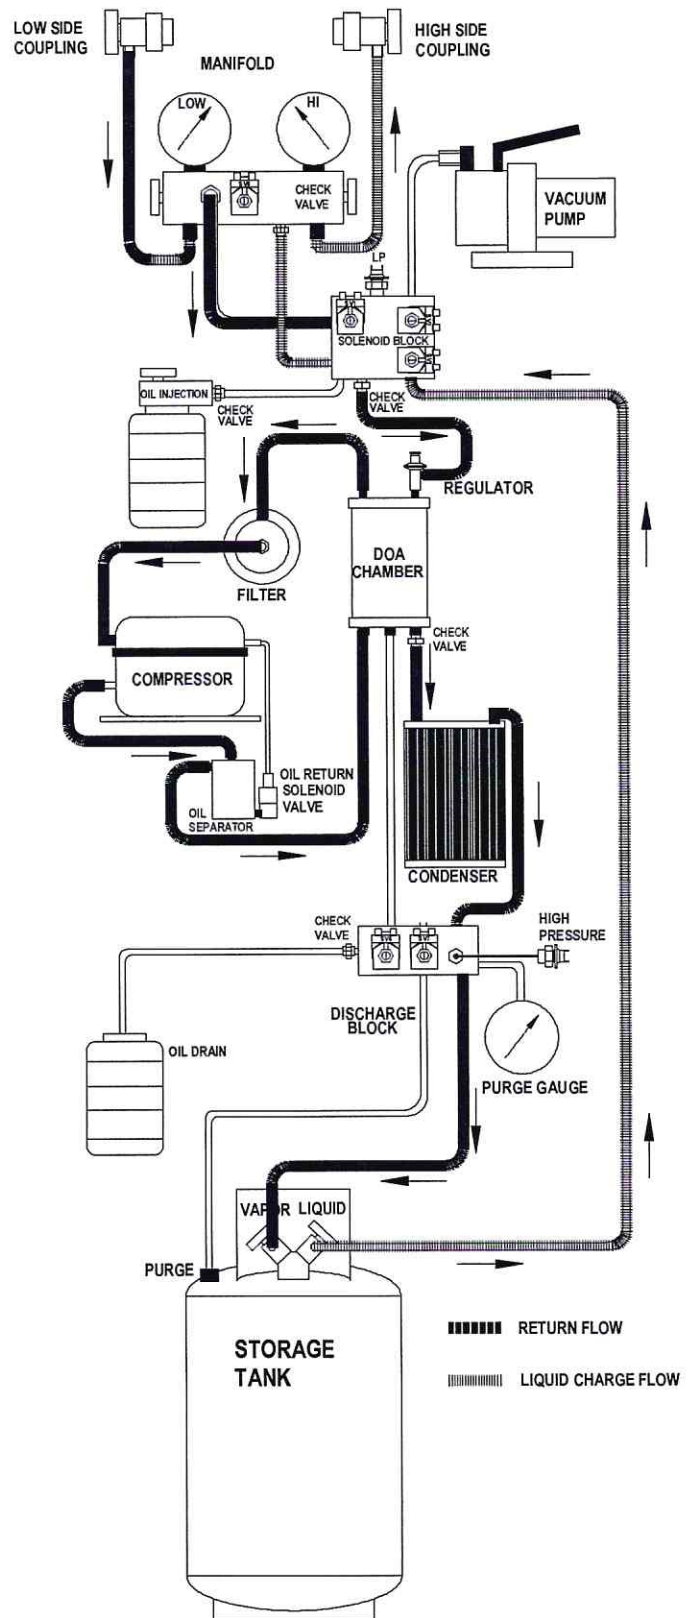 LOW SIDE
COUPLING
HIGH SIDE
COUPLING
MANIFOLD
LOW
HI
CHECK
VALVE
VACUUM
PUMP
LP
SOLENOID BLOCK
OIL INJECTION
CHECK
VALVE
CHECK
VALVE
REGULATOR
DOA
CHAMBER
FILTER
CHECK
VALVE
COMPRESSOR
OIL RETURN
SOLENOID
VALVE
OIL
SEPARATOR
CONDENSER
CHECK
VALVE
HIGH
PRESSURE
DISCHARGE
BLOCK
OIL DRAIN
PURGE GAUGE
VAPOR
LIQUID
PURGE
STORAGE
TANK
RETURN FLOW
LIQUID CHARGE FLOW